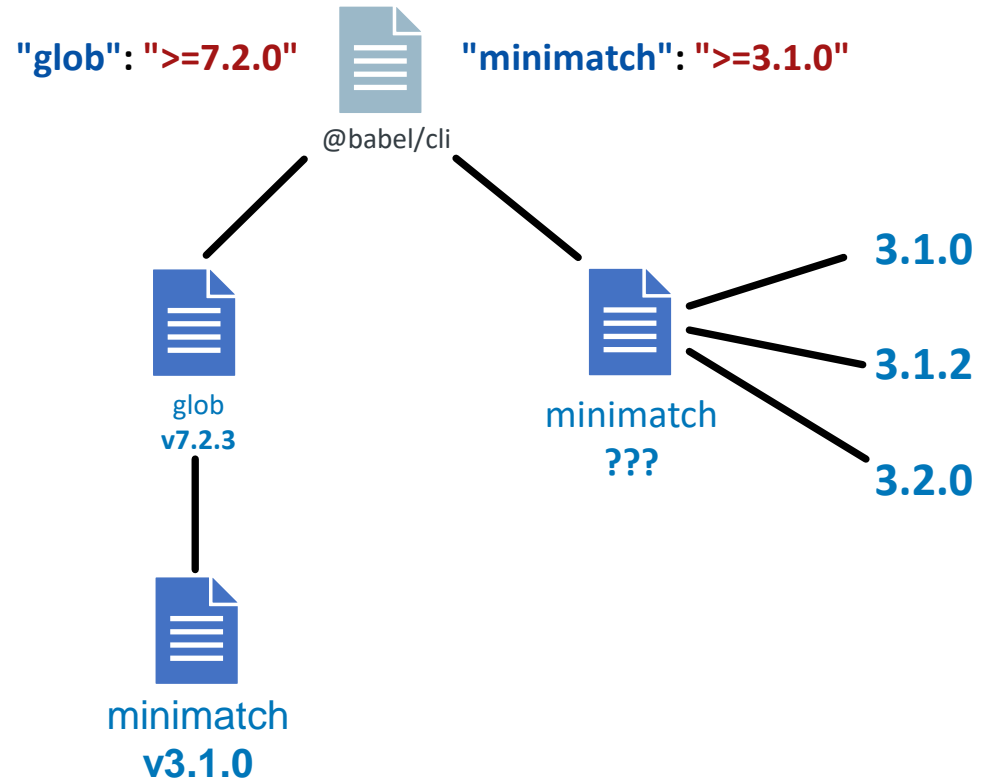 "glob": ">=7.2.0"
"minimatch": ">=3.1.0"
@babel/cli
glob
v7.2.3
minimatch
???
3.1.0
3.1.2
3.2.0
minimatch
v3.1.0